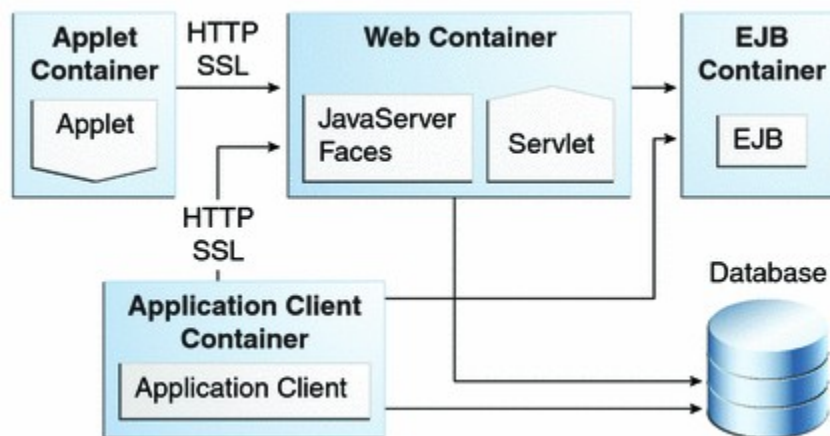 Applet
Container
Applet
HTTP
SSL
Web Container
JavaServer
Faces
Servlet
EJB
Container
EJB
HTTP
SSL
Application Client
Container
Application Client
Database